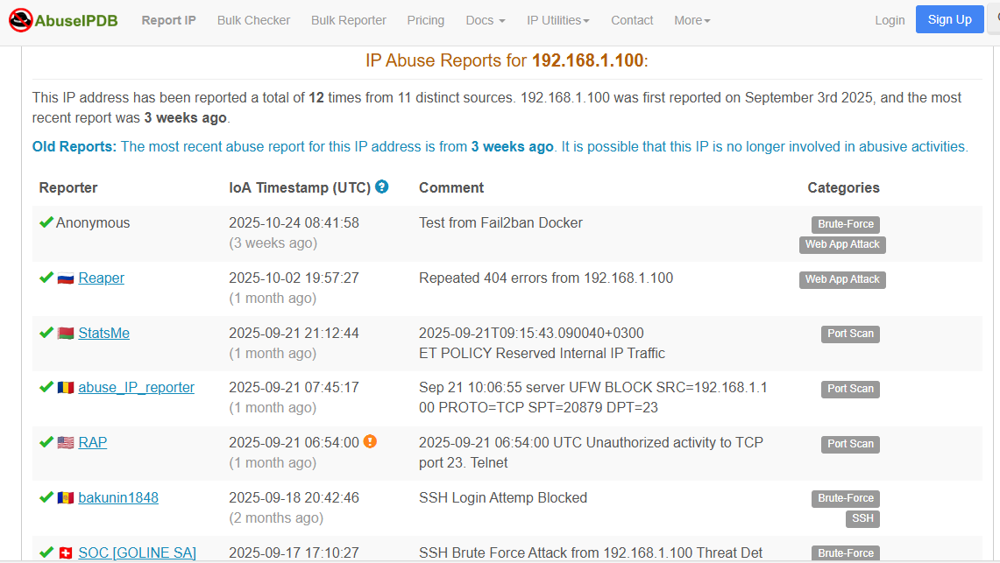 AbuseIPDB Report IP Bulk Checker Bulk Reporter Pricing Docs IP Utilities Contact More Login Sign Up
IP Abuse Reports for 192.168.1.100:
This IP address has been reported a total of 12 times from 11 distinct sources. 192.168.1.100 was first reported on September 3rd 2025, and the most
recent report was 3 weeks ago.
Old Reports: The most recent abuse report for this IP address is from 3 weeks ago. It is possible that this IP is no longer involved in abusive activities.
Reporter IoA Timestamp (UTC) ? Comment Categories
Anonymous 2025-10-24 08:41:58 Test from Fail2ban Docker Brute-Force
(3 weeks ago) Web App Attack
Reaper 2025-10-02 19:57:27 Repeated 404 errors from 192.168.1.100 Web App Attack
(1 month ago)
StatsMe 2025-09-21 21:12:44 2025-09-21T09:15:43.090040+0300 Port Scan
(1 month ago) ET POLICY Reserved Internal IP Traffic
abuse_IP_reporter 2025-09-21 07:45:17 Sep 21 10:06:55 server UFW BLOCK SRC=192.168.1.1 Port Scan
(1 month ago) 00 PROTO=TCP SPT=20879 DPT=23
RAP 2025-09-21 06:54:00 ! 2025-09-21 06:54:00 UTC Unauthorized activity to TCP Port Scan
(1 month ago) port 23. Telnet
bakunin1848 2025-09-18 20:42:46 SSH Login Attemp Blocked Brute-Force
(2 months ago) SSH
SOC [GOLINE SA] 2025-09-17 17:10:27 SSH Brute Force Attack from 192.168.1.100 Threat Det Brute-Force